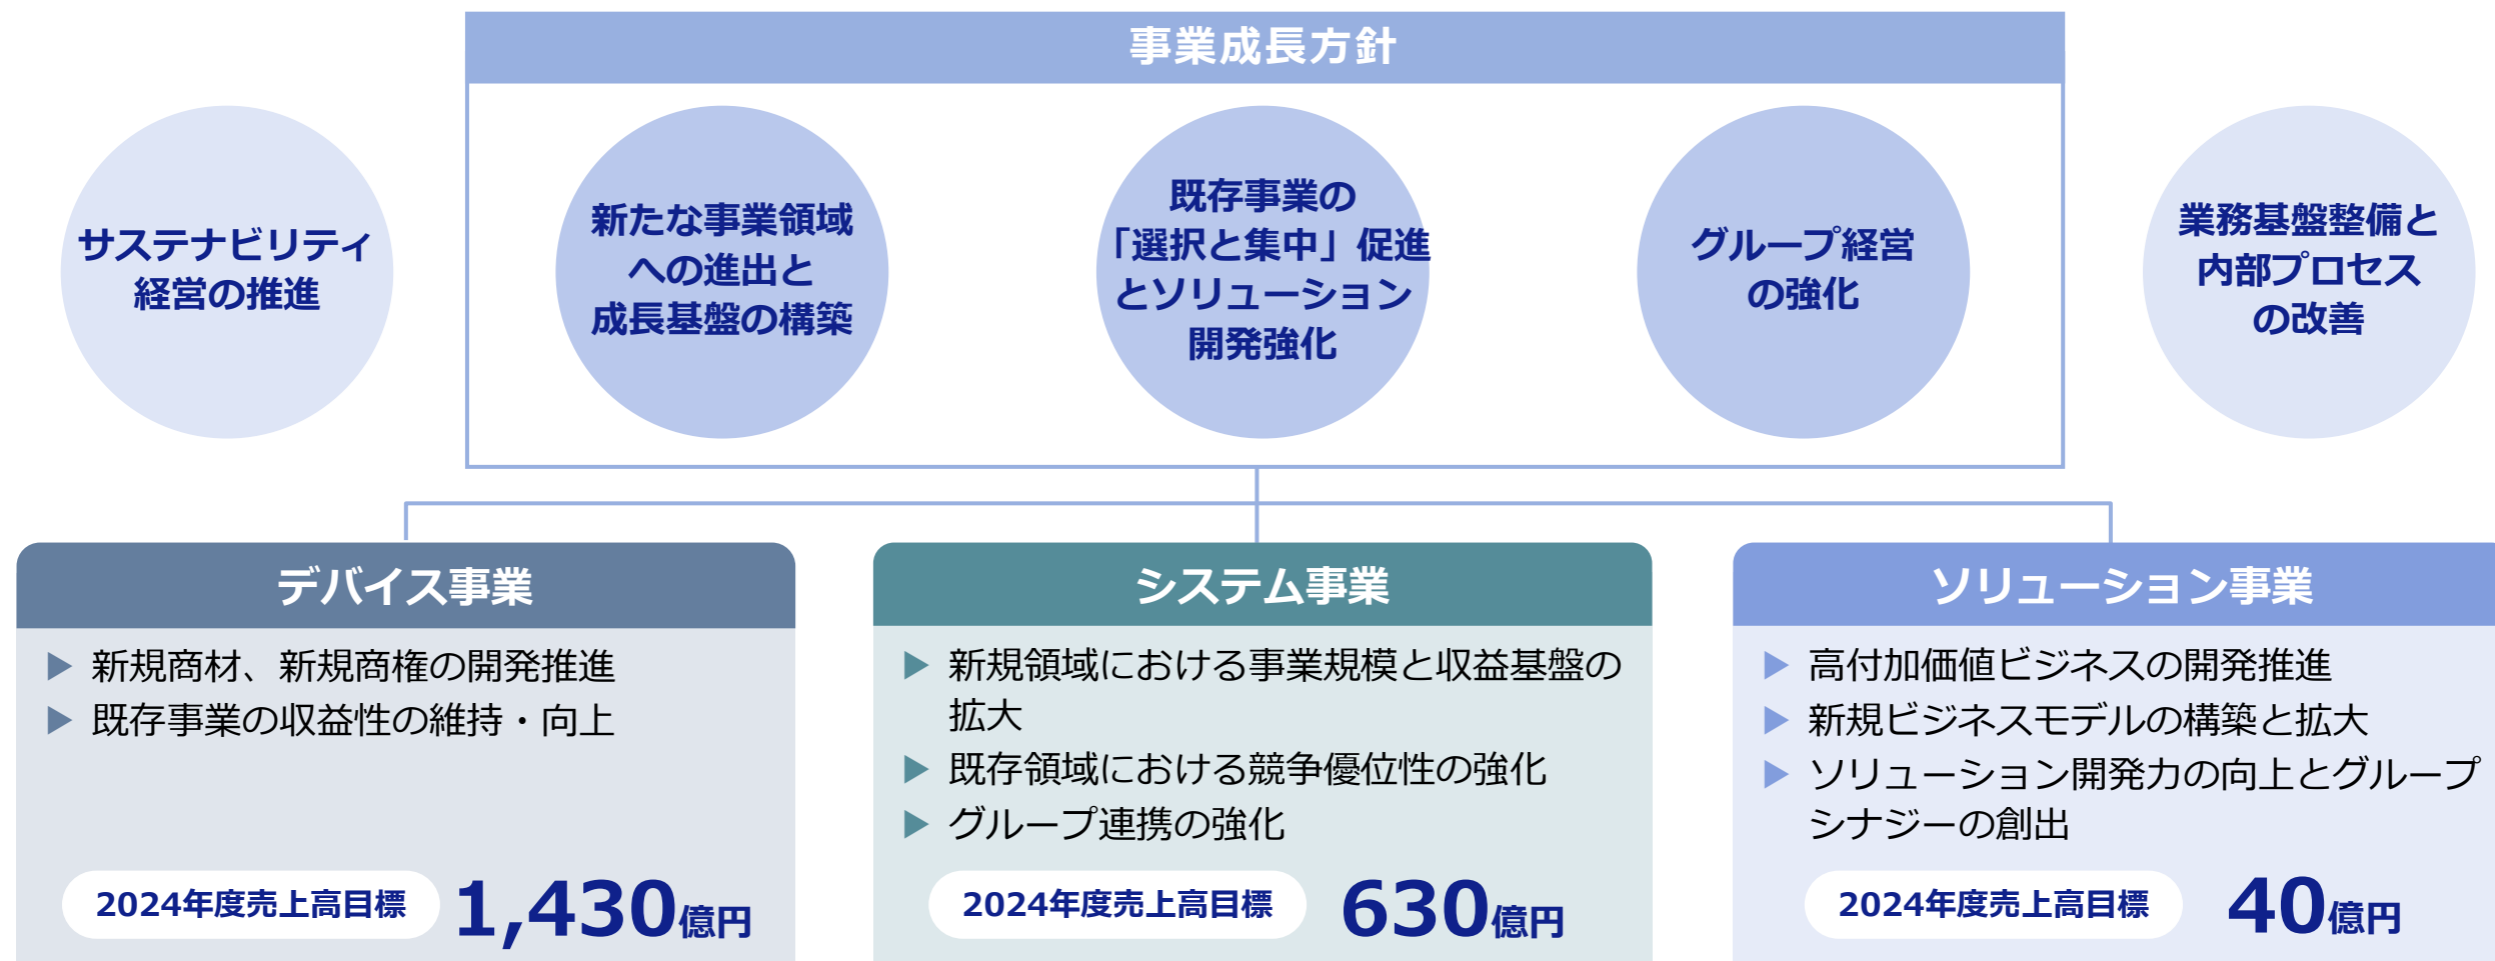 事業成長方針
サステナビリティ
経営の推進
新たな事業領域
への進出と
成長基盤の構築
既存事業の
「選択と集中」促進
とソリューション
開発強化
グループ経営
の強化
業務基盤整備と
内部プロセス
の改善
デバイス事業
▶ 新規商材、新規商権の開発推進
▶ 既存事業の収益性の維持・向上
2024年度売上高目標 1,430億円
システム事業
▶ 新規領域における事業規模と収益基盤の
拡大
▶ 既存領域における競争優位性の強化
▶ グループ連携の強化
2024年度売上高目標 630億円
ソリューション事業
▶ 高付加価値ビジネスの開発推進
▶ 新規ビジネスモデルの構築と拡大
▶ ソリューション開発力の向上とグループ
シナジーの創出
2024年度売上高目標 40億円